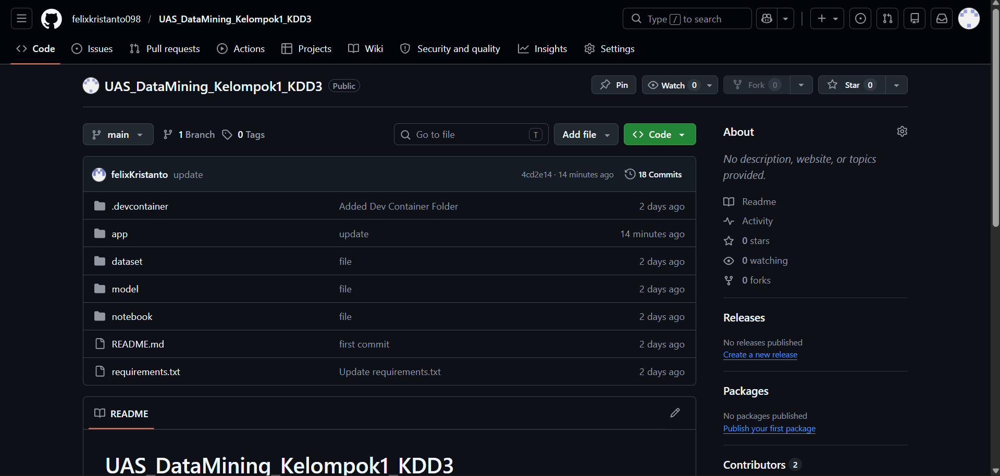 felixkristanto098 / UAS_DataMining_Kelompok1_KDD3
Type / to search
Code
Issues
Pull requests
Actions
Projects
Wiki
Security and quality
Insights
Settings
UAS_DataMining_Kelompok1_KDD3 Public
Pin
Watch 0
Fork 0
Star 0
main
1 Branch
0 Tags
Go to file T
Add file
Code
felixKristanto update 4cd2e14 · 14 minutes ago 18 Commits
.devcontainer Added Dev Container Folder 2 days ago
app update 14 minutes ago
dataset file 2 days ago
model file 2 days ago
notebook file 2 days ago
README.md first commit 2 days ago
requirements.txt Update requirements.txt 2 days ago
README
UAS_DataMining_Kelompok1_KDD3
About
No description, website, or topics
provided.
Readme
Activity
0 stars
0 watching
0 forks
Releases
No releases published
Create a new release
Packages
No packages published
Publish your first package
Contributors 2